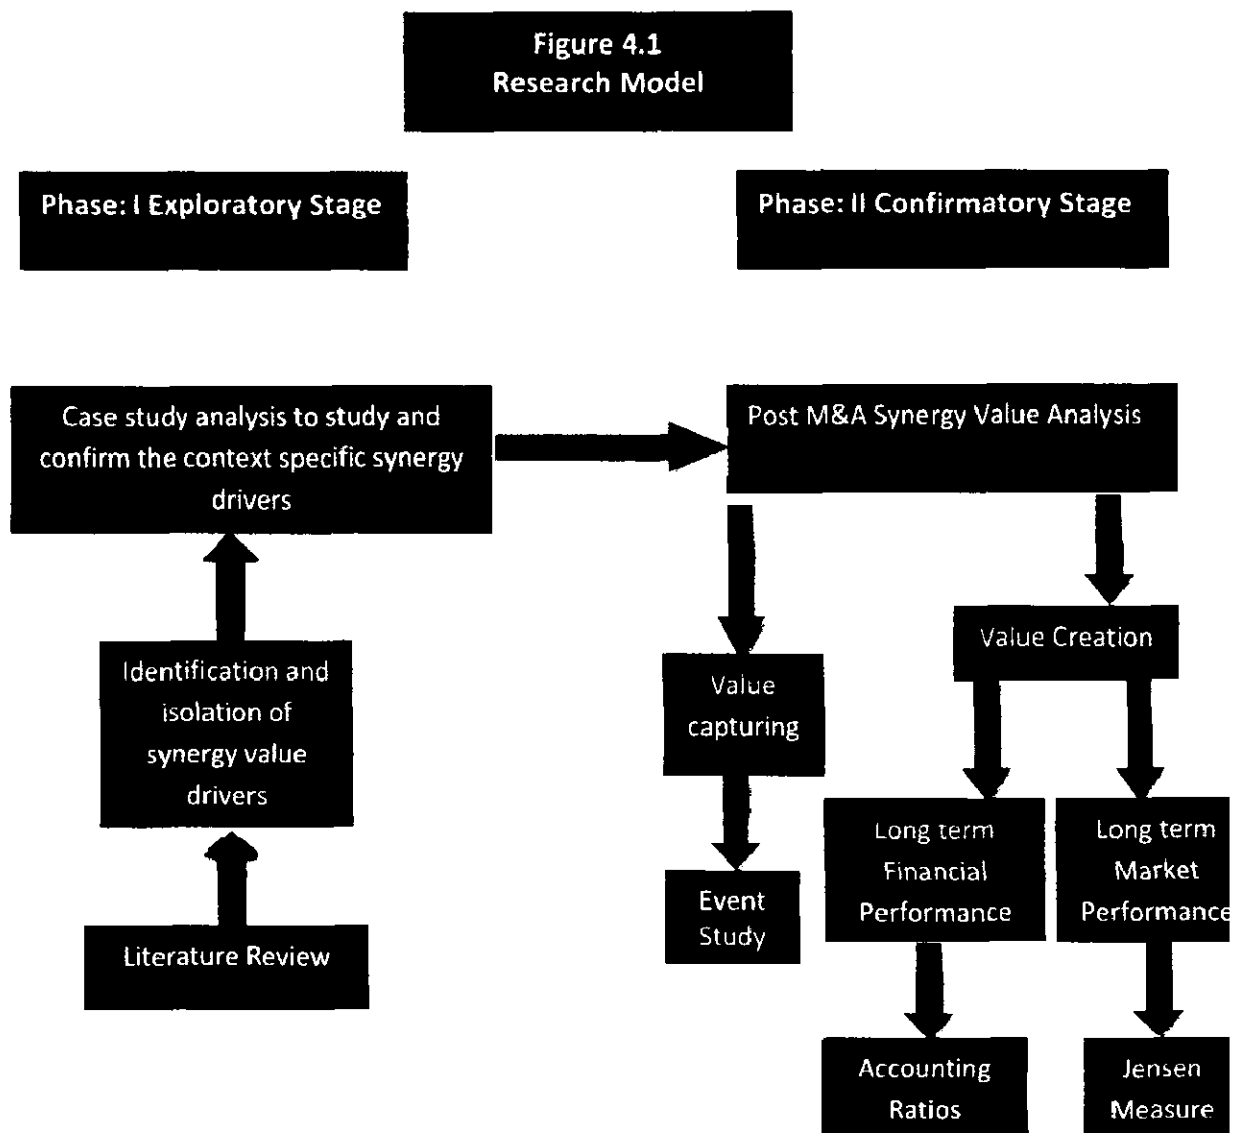 Figure 4.1
Research Model
Phase: I Exploratory Stage
Phase: II Confirmatory Stage
Case study analysis to study and
confirm the context specific synergy
drivers
Post M&A Synergy Value Analysis
Identification and
isolation of
synergy value
drivers
Value Creation
Value
capturing
Literature Review
Event
Study
Long term
Financial
Performance
Long term
Market
Performance
Accounting
Ratios
Jensen
Measure